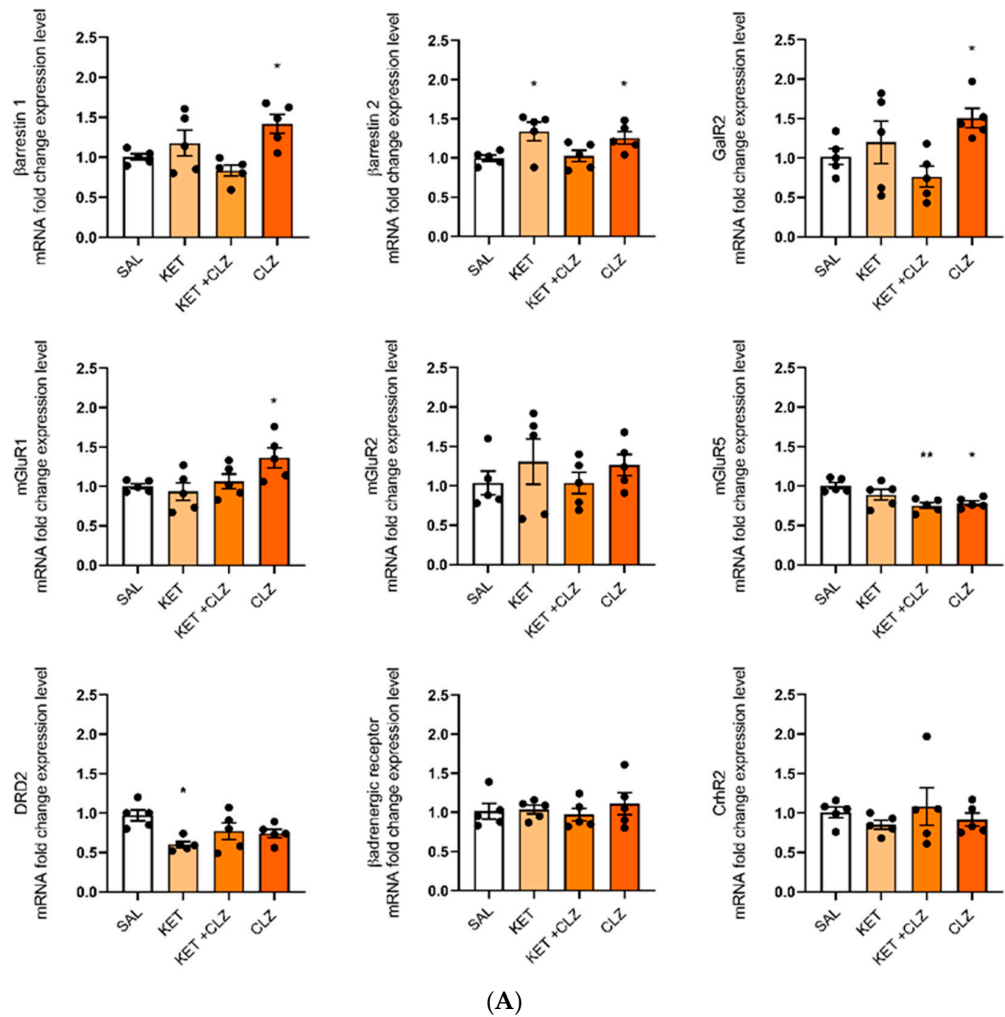 βarrestin 1
mRNA fold change expression level
2.5
2.0
1.5
1.0
0.5
0.0
*
SAL
KET
KET +CLZ
CLZ
βarestin 2
mRNA fold change expression level
2.5
2.0
1.5
1.0
0.5
0.0
*
*
SAL
KET
KET +CLZ
CLZ
GalR2
mRNA fold change expression level
2.5
2.0
1.5
1.0
0.5
0.0
*
SAL
KET
KET +CLZ
CLZ
mGluR1
mRNA fold change expression level
2.5
2.0
1.5
1.0
0.5
0.0
*
SAL
KET
KET +CLZ
CLZ
mGluR2
mRNA fold change expression level
2.5
2.0
1.5
1.0
0.5
0.0
SAL
KET
KET +CLZ
CLZ
mGluR5
mRNA fold change expression level
2.5
2.0
1.5
1.0
0.5
0.0
**
*
SAL
KET
KET +CLZ
CLZ
DRD2
mRNA fold change expression level
2.5
2.0
1.5
1.0
0.5
0.0
*
SAL
KET
KET +CLZ
CLZ
βadrenergic receptor
mRNA fold change expression level
2.5
2.0
1.5
1.0
0.5
0.0
SAL
KET
KET +CLZ
CLZ
CrhR2
mRNA fold change expression level
2.5
2.0
1.5
1.0
0.5
0.0
SAL
KET
KET +CLZ
CLZ
(A)